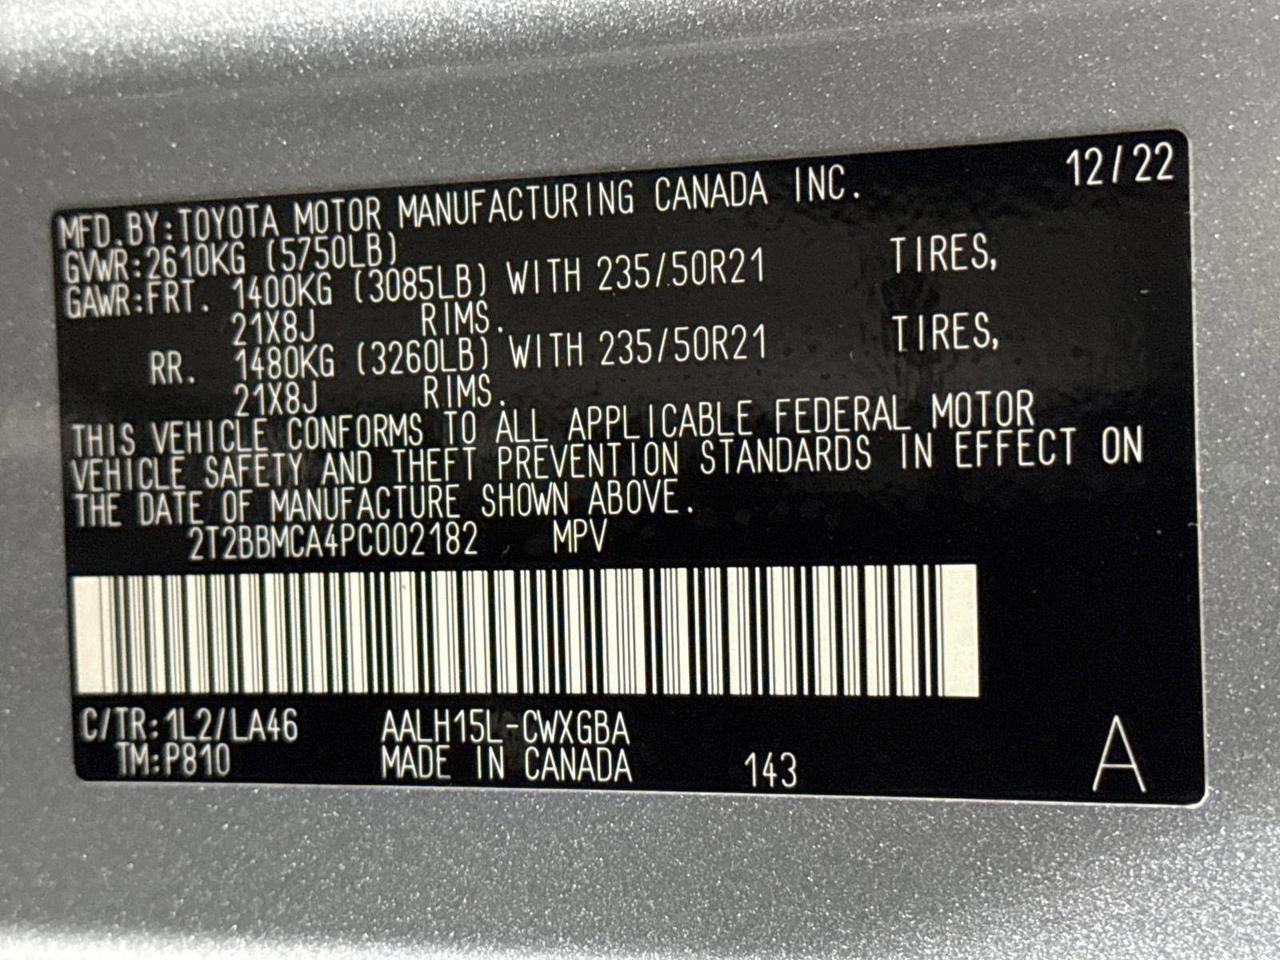 12/22
MFD.BY:TOYOTA MOTOR MANUFACTURING CANADA INC.
GVWR:2610KG (5750LB)
GAWR:FRT. 1400KG (3085LB) WITH 235/50R21 TIRES,
21X8J RIMS.
RR. 1480KG (3260LB) WITH 235/50R21 TIRES,
21X8J RIMS.
THIS VEHICLE CONFORMS TO ALL APPLICABLE FEDERAL MOTOR
VEHICLE SAFETY AND THEFT PREVENTION STANDARDS IN EFFECT ON
THE DATE OF MANUFACTURE SHOWN ABOVE.
2T2BBMCA4PC002182 MPV
C/TR:1L2/LA46 AALH15L-CWXGBA
TM:P810 MADE IN CANADA 143 A